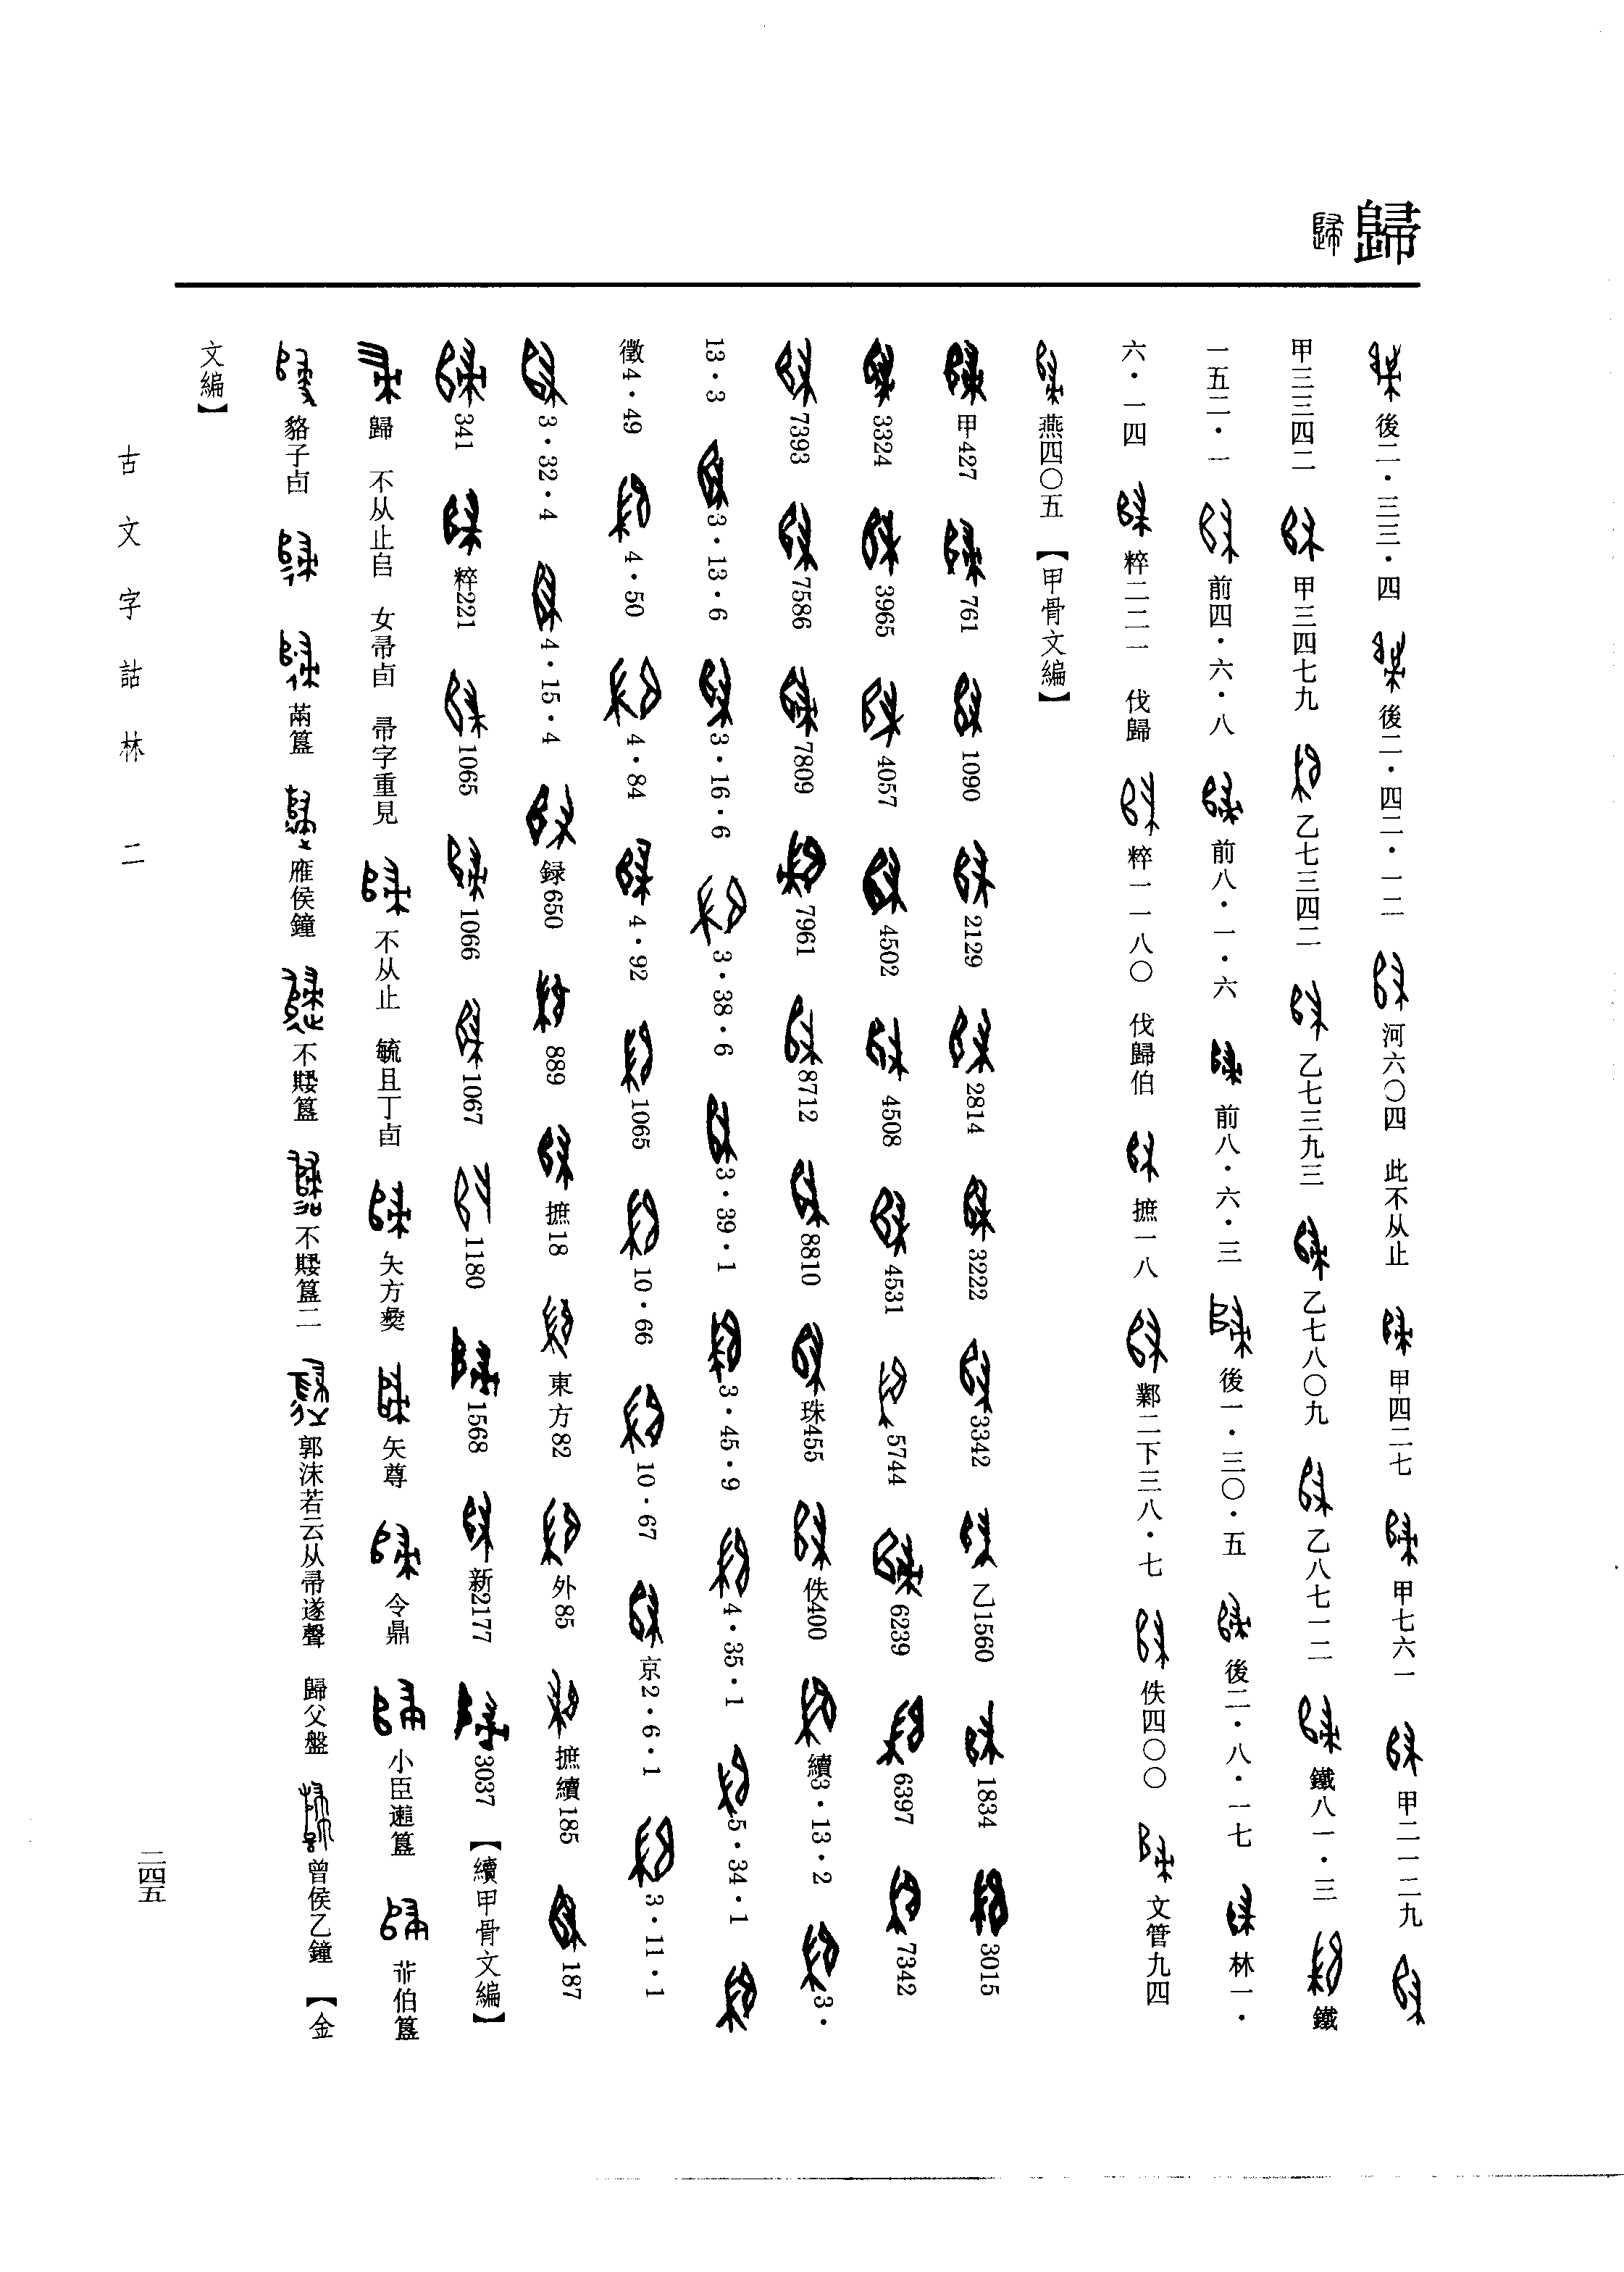 歸 歸
後二·三三·四 後二·四二·一二 河六〇四 此不从止 甲四二七 甲七六一 甲二一二九
甲三三四二 甲三四七九 乙七三四二 乙七三九三 乙七八〇九 乙八七一二 鐵八一·三 鐵
一五二·一 前四·六·八 前八·一·六 前八·六·三 後一·三〇·五 後二·八·一七 林一·
六·一四 粹二二一 伐歸 粹一一八〇 伐歸伯 摭一八 鄴二下三八·七 佚四〇〇 文管九四
燕四〇五 【甲骨文編】
甲427 761 1090 2129 2814 3222 3342 乙1560 1834 3015
3324 3965 4057 4502 4508 4531 5744 6239 6397 7342
7393 7586 7809 7961 8712 8810 珠455 佚400 續3·13·2 3·
13·3 3·13·6 3·16·6 3·38·6 3·39·1 3·45·9 4·35·1 5·34·1
徵4·49 4·50 4·84 4·92 1065 10·66 10·67 京2·6·1 3·11·1
3·32·4 4·15·4 録650 889 摭18 東方82 外85 摭續185 187
341 粹221 1065 1066 1067 1180 1568 新2177 3037 【續甲骨文編】
歸 不从止𠂤 女帚卣 帚字重見 不从止 毓且丁卣 夨方彝 夨尊 令鼎 小臣𨗨簋 伯簋
貉子卣 簋 雁侯鐘 不𡢁簋 不𡢁簋二 郭沫若云从帚遂聲 歸父盤 曾侯乙鐘 【金
文編】
古文字詁林 二
二四五